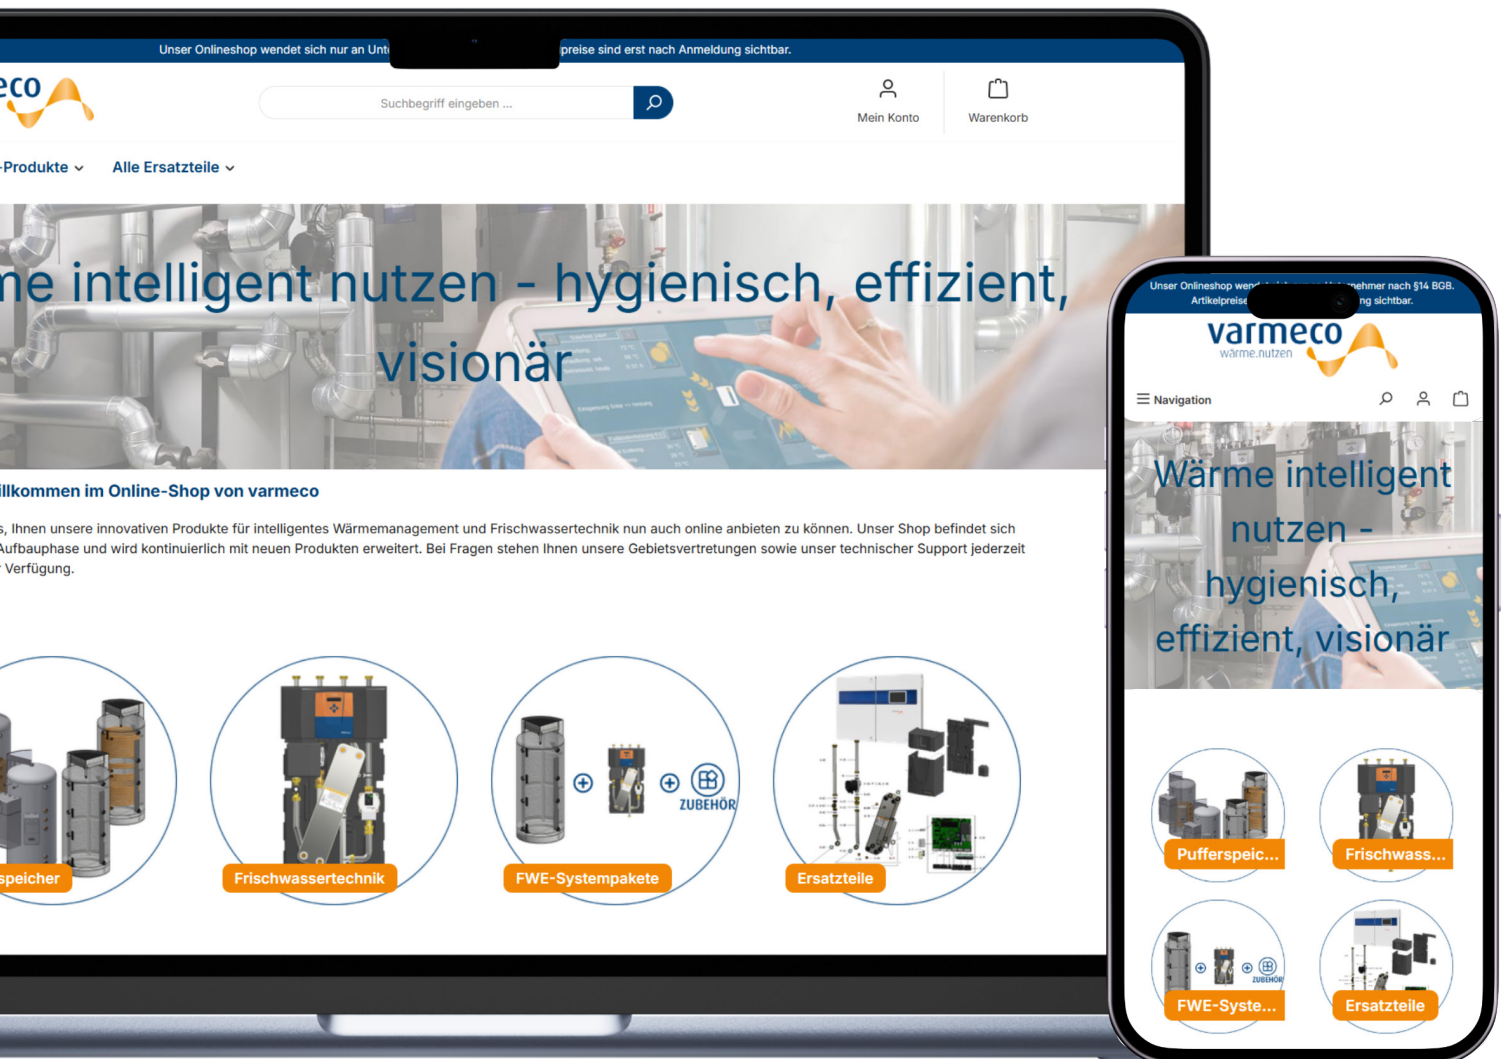 Unser Onlineshop wendet sich nur an
preise sind erst nach Anmeldung sichtbar.
eco
Suchbegriff eingeben ...
Mein Konto
Warenkorb
-Produkte
Alle Ersatzteile
me intelligent nutzen - hygienisch, effizient,
visionär
illkommen im Online-Shop von varmeco
s, Ihnen unsere innovativen Produkte für intelligentes Wärmemanagement und Frischwassertechnik nun auch online anbieten zu können. Unser Shop befindet sich
Aufbauphase und wird kontinuierlich mit neuen Produkten erweitert. Bei Fragen stehen Ihnen unsere Gebietsvertretungen sowie unser technischer Support jederzeit
r Verfügung.
speicher
Frischwassertechnik
ZUBEHÖR
FWE-Systempakete
Ersatzteile
Unser Onlineshop nach §14 BGB.
Artikelpreise sichtbar.
varmeco
wärme.nutzen
Navigation
Wärme intelligent
nutzen -
hygienisch,
effizient, visionär
Pufferspeic...
Frischwass...
ZUBEHÖR
FWE-Syste...
Ersatzteile